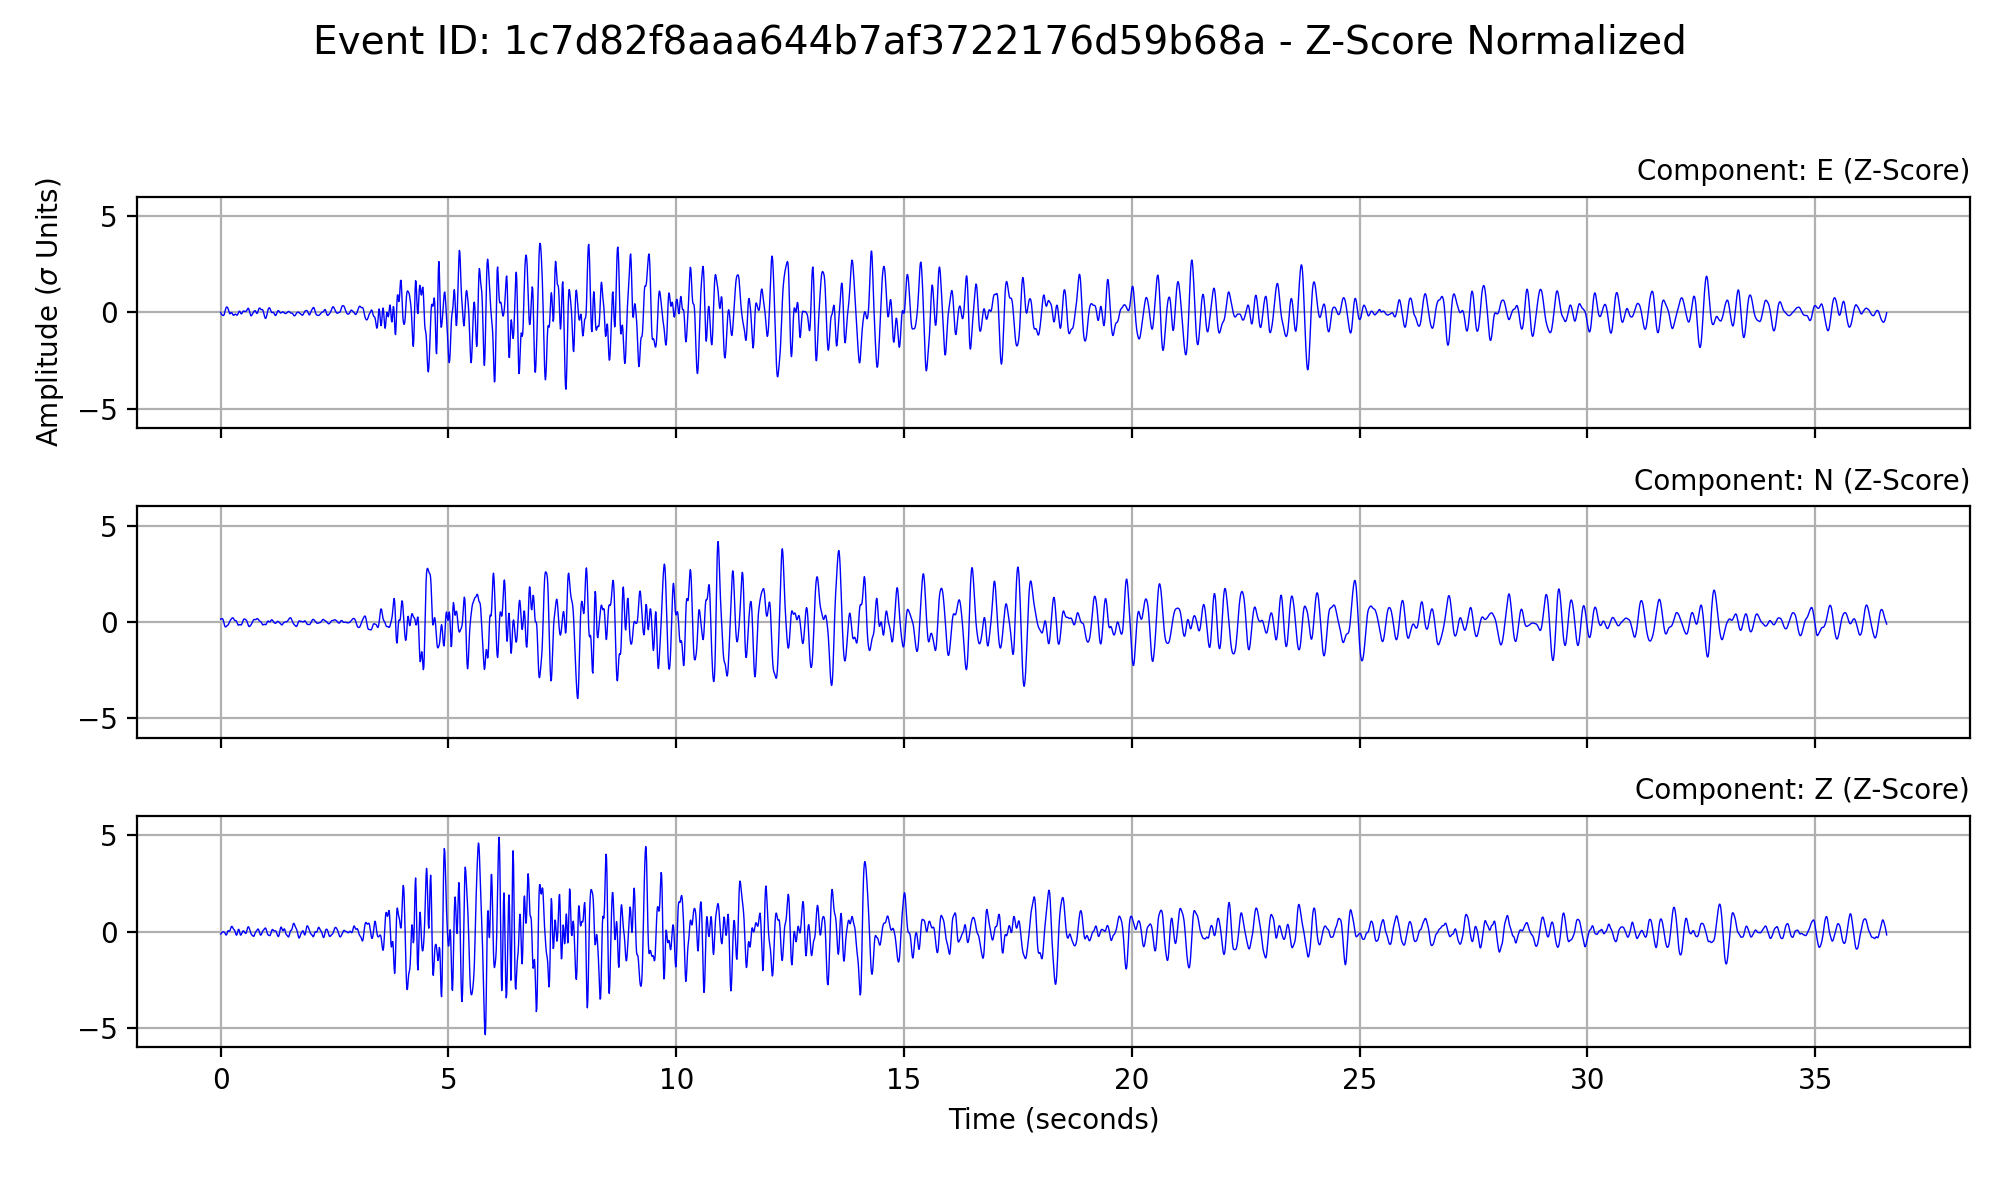 Event ID: 1c7d82f8aaa644b7af3722176d59b68a - Z-Score Normalized
Component: E (Z-Score)
Amplitude (σ Units)
5
0
−5
Component: N (Z-Score)
5
0
−5
Component: Z (Z-Score)
5
0
−5
0 5 10 15 20 25 30 35
Time (seconds)